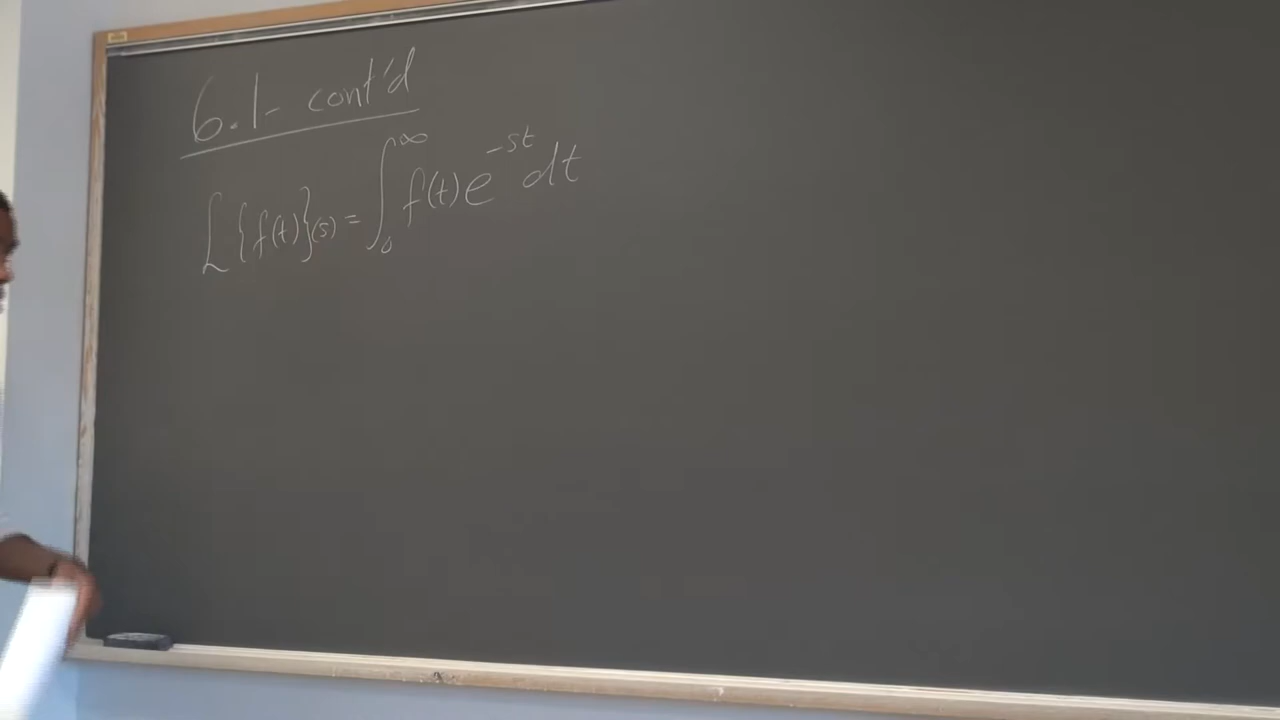 6.1- cont'd
L{f(t)}(s) = ∫₀^∞ f(t)e^-st dt